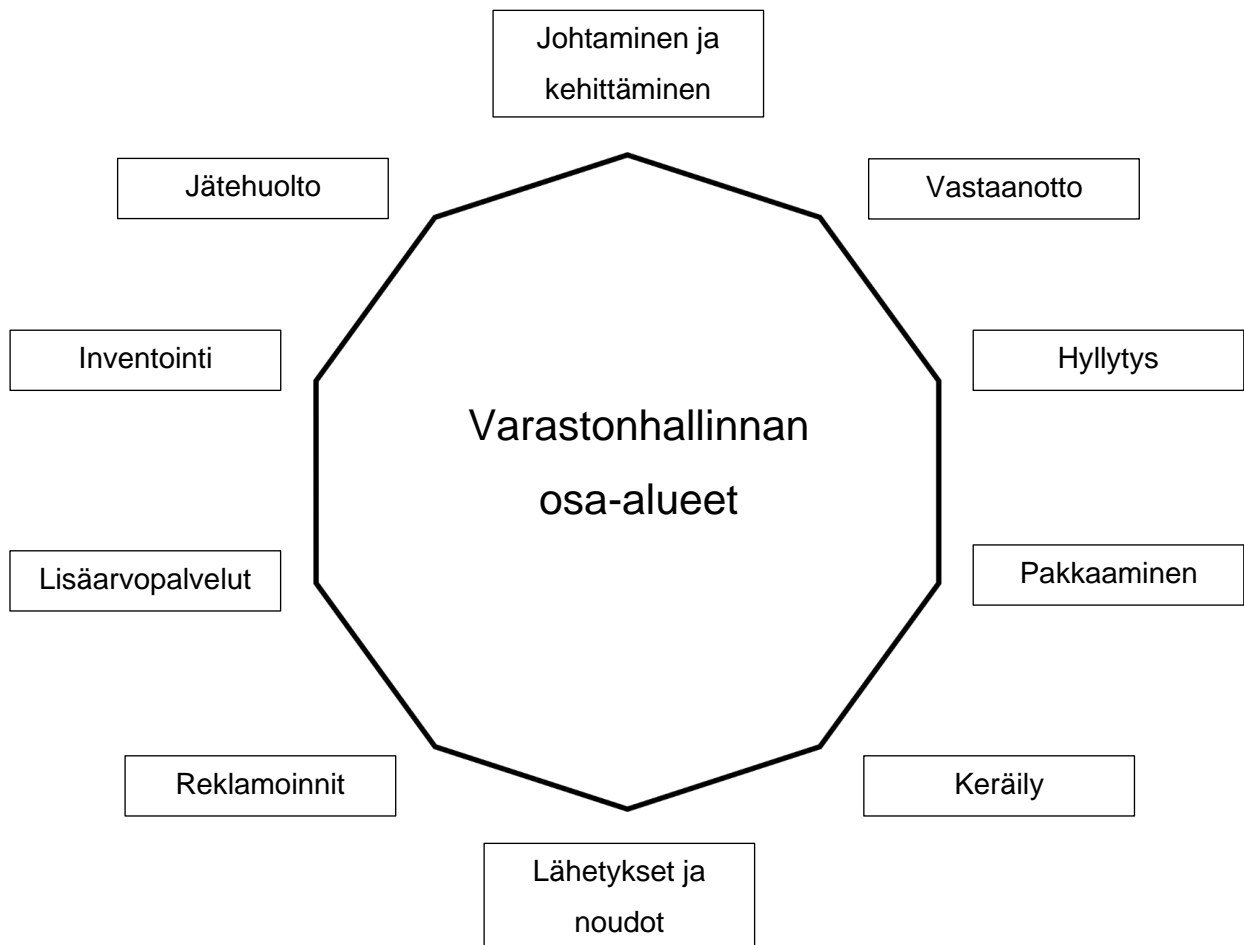 Johtaminen ja
kehittäminen
Jätehuolto
Vastaanotto
Inventointi
Hyllytys
Varastonhallinnan
osa-alueet
Lisäarvopalvelut
Pakkaaminen
Reklamoinnit
Keräily
Lähetykset ja
noudot